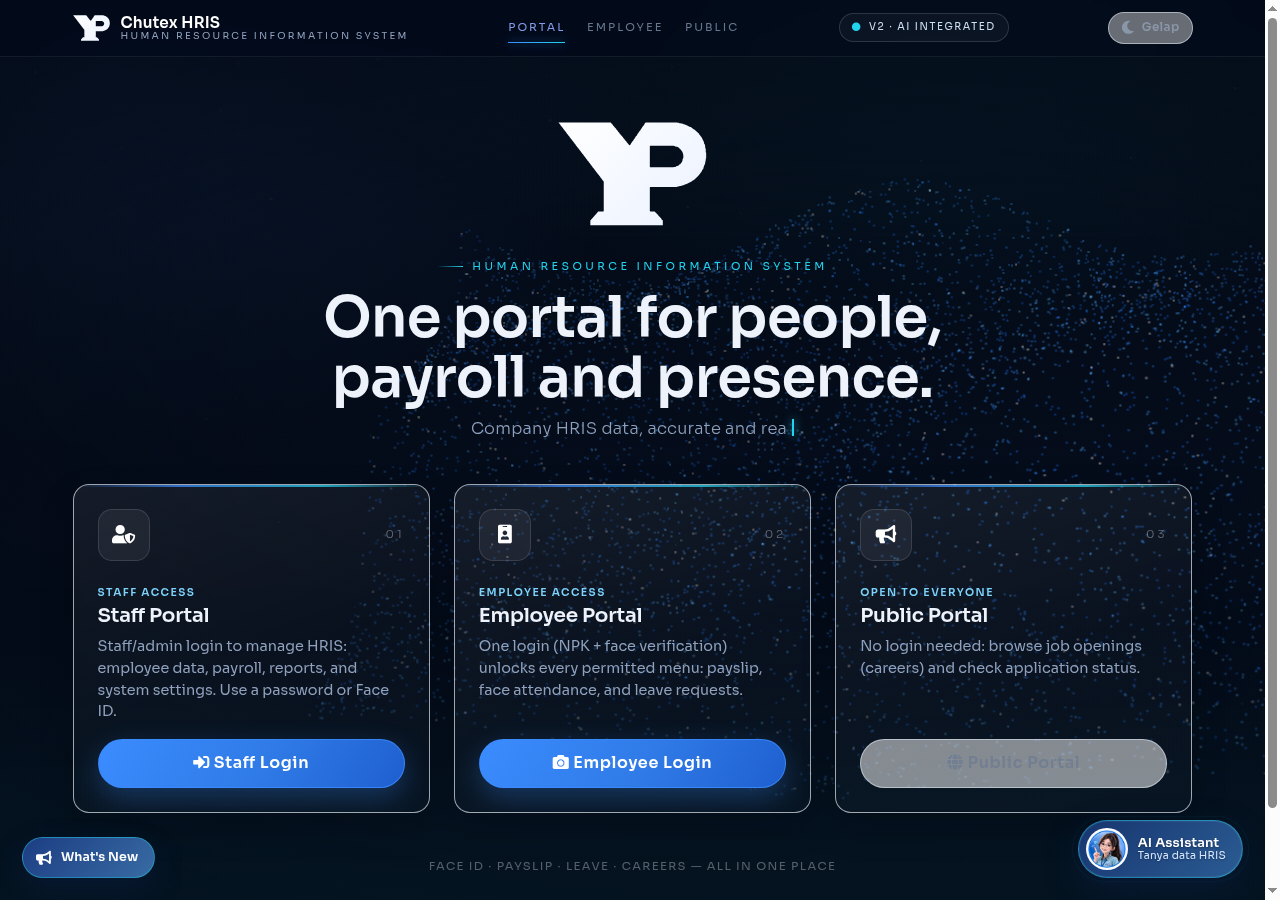 Chutex HRIS
HUMAN RESOURCE INFORMATION SYSTEM
PORTAL
EMPLOYEE
PUBLIC
V2 · AI INTEGRATED
Gelap
YP
HUMAN RESOURCE INFORMATION SYSTEM
One portal for people,
payroll and presence.
Company HRIS data, accurate and rea
01
STAFF ACCESS
Staff Portal
Staff/admin login to manage HRIS:
employee data, payroll, reports, and
system settings. Use a password or Face
ID.
Staff Login
02
EMPLOYEE ACCESS
Employee Portal
One login (NPK + face verification)
unlocks every permitted menu: payslip,
face attendance, and leave requests.
Employee Login
03
OPEN TO EVERYONE
Public Portal
No login needed: browse job openings
(careers) and check application status.
Public Portal
What's New
FACE ID · PAYSLIP · LEAVE · CAREERS — ALL IN ONE PLACE
AI Assistant
Tanya data HRIS